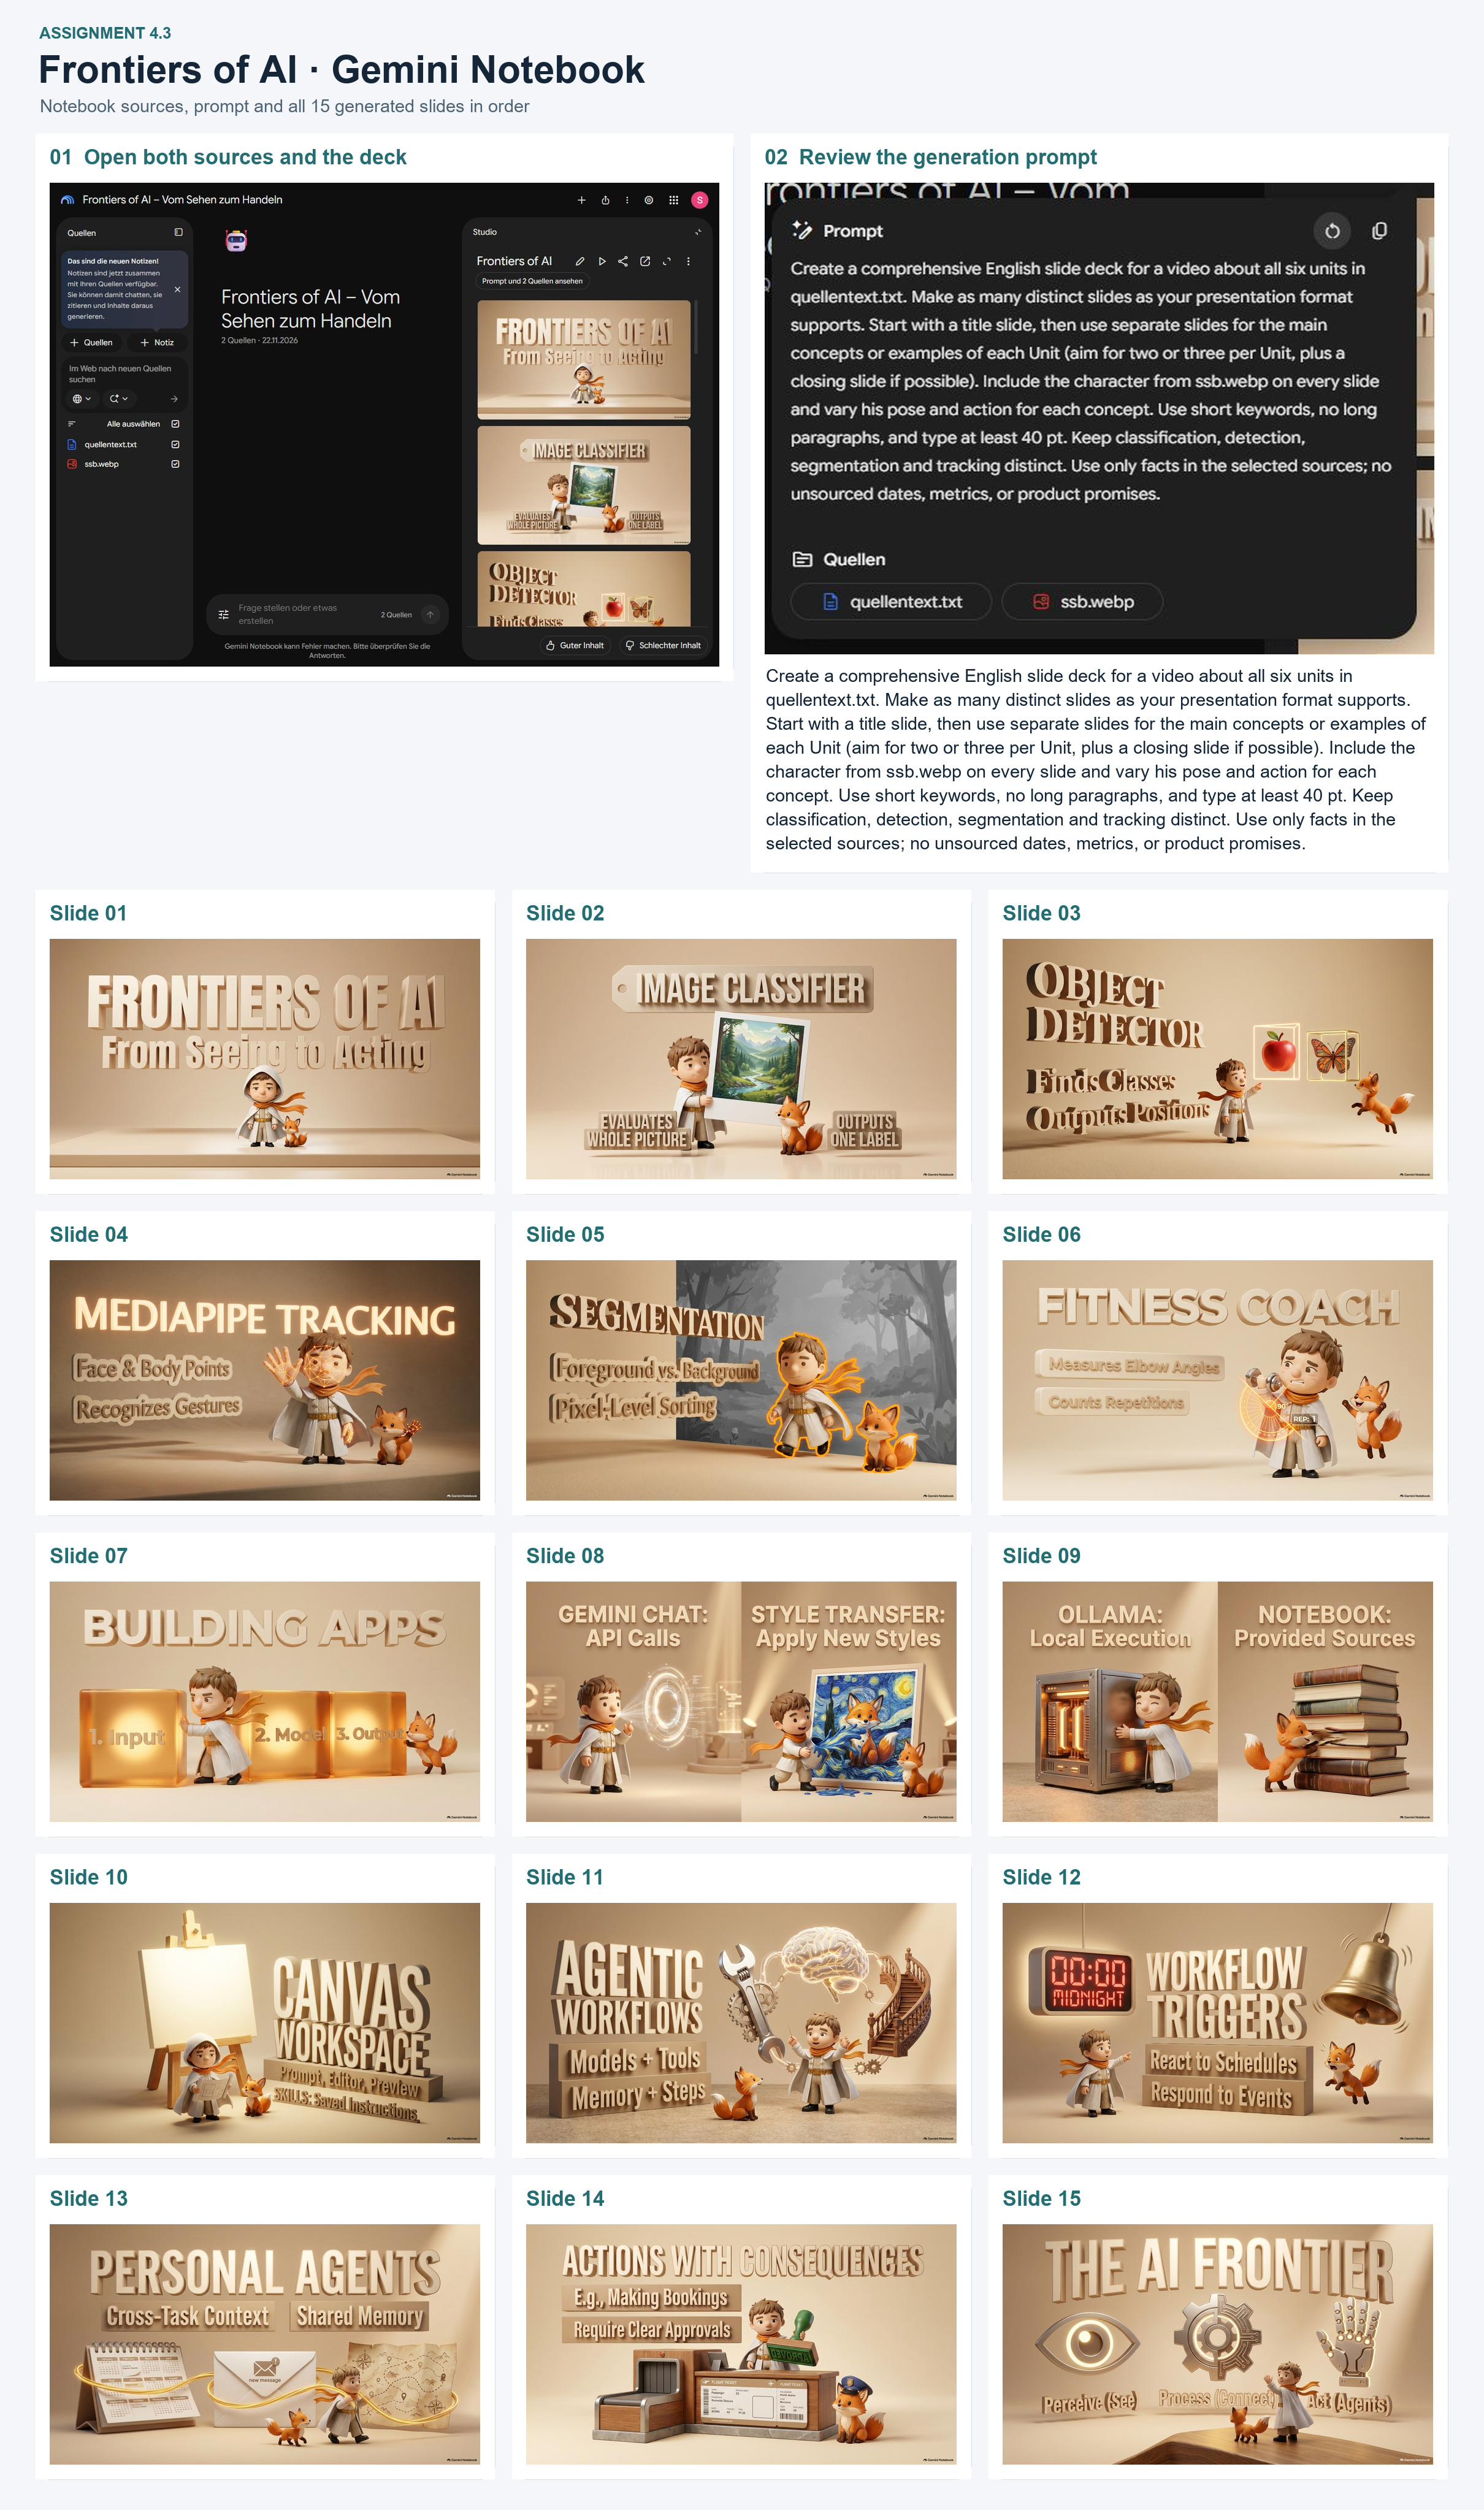 ASSIGNMENT 4.3
Frontiers of AI · Gemini Notebook
Notebook sources, prompt and all 15 generated slides in order
01 Open both sources and the deck
Frontiers of AI – Vom Sehen zum Handeln
S
Quellen
Das sind die neuen Notizen!
Notizen sind jetzt zusammen
mit Ihren Quellen verfügbar.
Sie können damit chatten, sie
zitieren und Inhalte daraus
generieren.
+ Quellen
+ Notiz
Im Web nach neuen Quellen
suchen
Alle auswählen
quellentext.txt
ssb.webp
Frontiers of AI – Vom
Sehen zum Handeln
2 Quellen · 22.11.2026
Frage stellen oder etwas
erstellen
2 Quellen
Gemini Notebook kann Fehler machen. Bitte überprüfen Sie die
Antworten.
Studio
Frontiers of AI
Prompt und 2 Quellen ansehen
FRONTIERS OF AI
From Seeing to Acting
IMAGE CLASSIFIER
EVALUATES
WHOLE PICTURE
OUTPUTS
ONE LABEL
OBJECT
DETECTOR
Finds Classes
Guter Inhalt
Schlechter Inhalt
02 Review the generation prompt
rontiers of AI – Vom
Prompt
Create a comprehensive English slide deck for a video about all six units in
quellentext.txt. Make as many distinct slides as your presentation format
supports. Start with a title slide, then use separate slides for the main
concepts or examples of each Unit (aim for two or three per Unit, plus a
closing slide if possible). Include the character from ssb.webp on every slide
and vary his pose and action for each concept. Use short keywords, no long
paragraphs, and type at least 40 pt. Keep classification, detection,
segmentation and tracking distinct. Use only facts in the selected sources; no
unsourced dates, metrics, or product promises.
Quellen
quellentext.txt
ssb.webp
Create a comprehensive English slide deck for a video about all six units in
quellentext.txt. Make as many distinct slides as your presentation format supports.
Start with a title slide, then use separate slides for the main concepts or examples of
each Unit (aim for two or three per Unit, plus a closing slide if possible). Include the
character from ssb.webp on every slide and vary his pose and action for each
concept. Use short keywords, no long paragraphs, and type at least 40 pt. Keep
classification, detection, segmentation and tracking distinct. Use only facts in the
selected sources; no unsourced dates, metrics, or product promises.
Slide 01
FRONTIERS OF AI
From Seeing to Acting
Slide 02
IMAGE CLASSIFIER
EVALUATES
WHOLE PICTURE
OUTPUTS
ONE LABEL
Slide 03
OBJECT
DETECTOR
Finds Classes
Outputs Positions
Slide 04
MEDIAPIPE TRACKING
Face & Body Points
Recognizes Gestures
Slide 05
SEGMENTATION
Foreground vs. Background
Pixel-Level Sorting
Slide 06
FITNESS COACH
Measures Elbow Angles
Counts Repetitions
90
REP: 1
Slide 07
BUILDING APPS
1. Input
2. Model
3. Output
Slide 08
GEMINI CHAT:
API Calls
STYLE TRANSFER:
Apply New Styles
Slide 09
OLLAMA:
Local Execution
NOTEBOOK:
Provided Sources
Slide 10
CANVAS
WORKSPACE
Prompt, Editor, Preview
SKILLS: Saved Instructions
Slide 11
AGENTIC
WORKFLOWS
Models + Tools
Memory + Steps
Slide 12
00:00
MIDNIGHT
WORKFLOW
TRIGGERS
React to Schedules
Respond to Events
Slide 13
PERSONAL AGENTS
Cross-Task Context
Shared Memory
new message
Slide 14
ACTIONS WITH CONSEQUENCES
E.g., Making Bookings
Require Clear Approvals
FLIGHT TICKET
Slide 15
THE AI FRONTIER
Perceive (See)
Process (Connect)
Act (Agents)